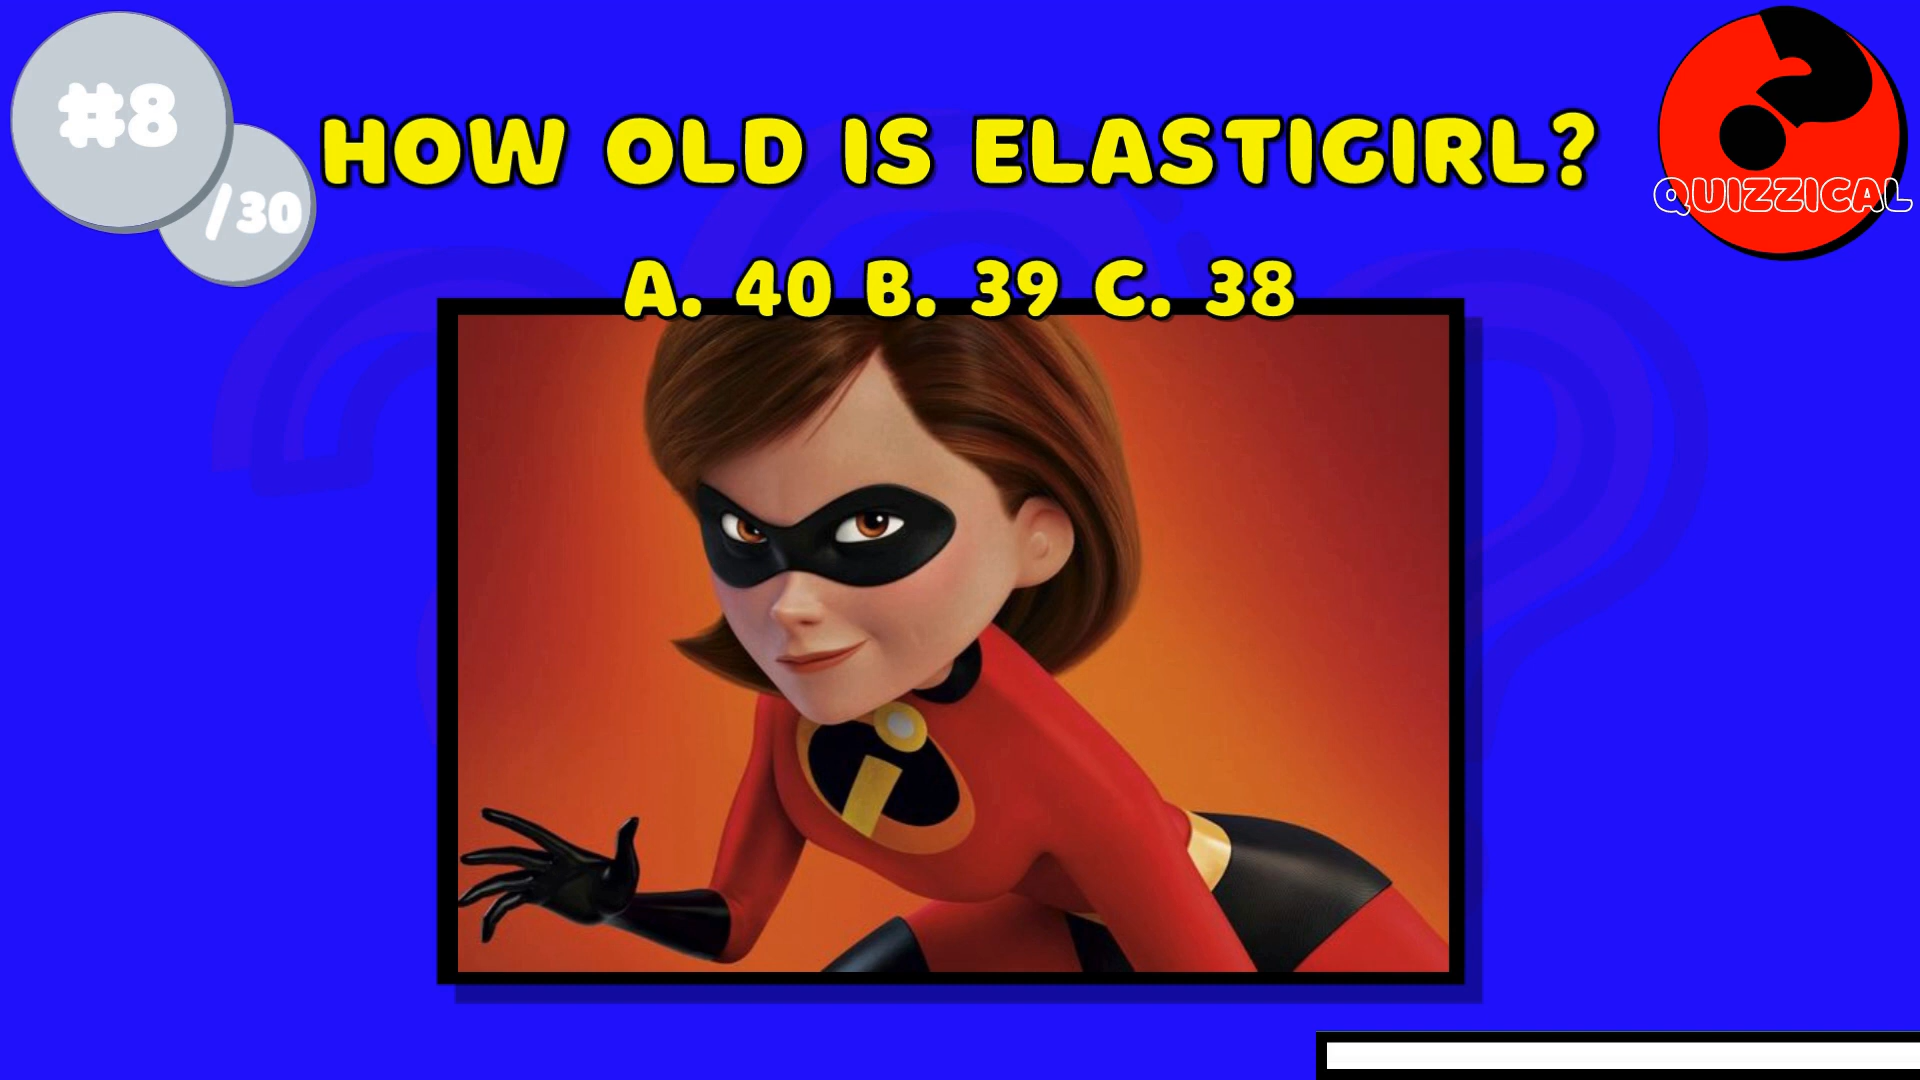 #8
/30
HOW OLD IS ELASTIGIRL?
QUIZZICAL
A. 40 B. 39 C. 38